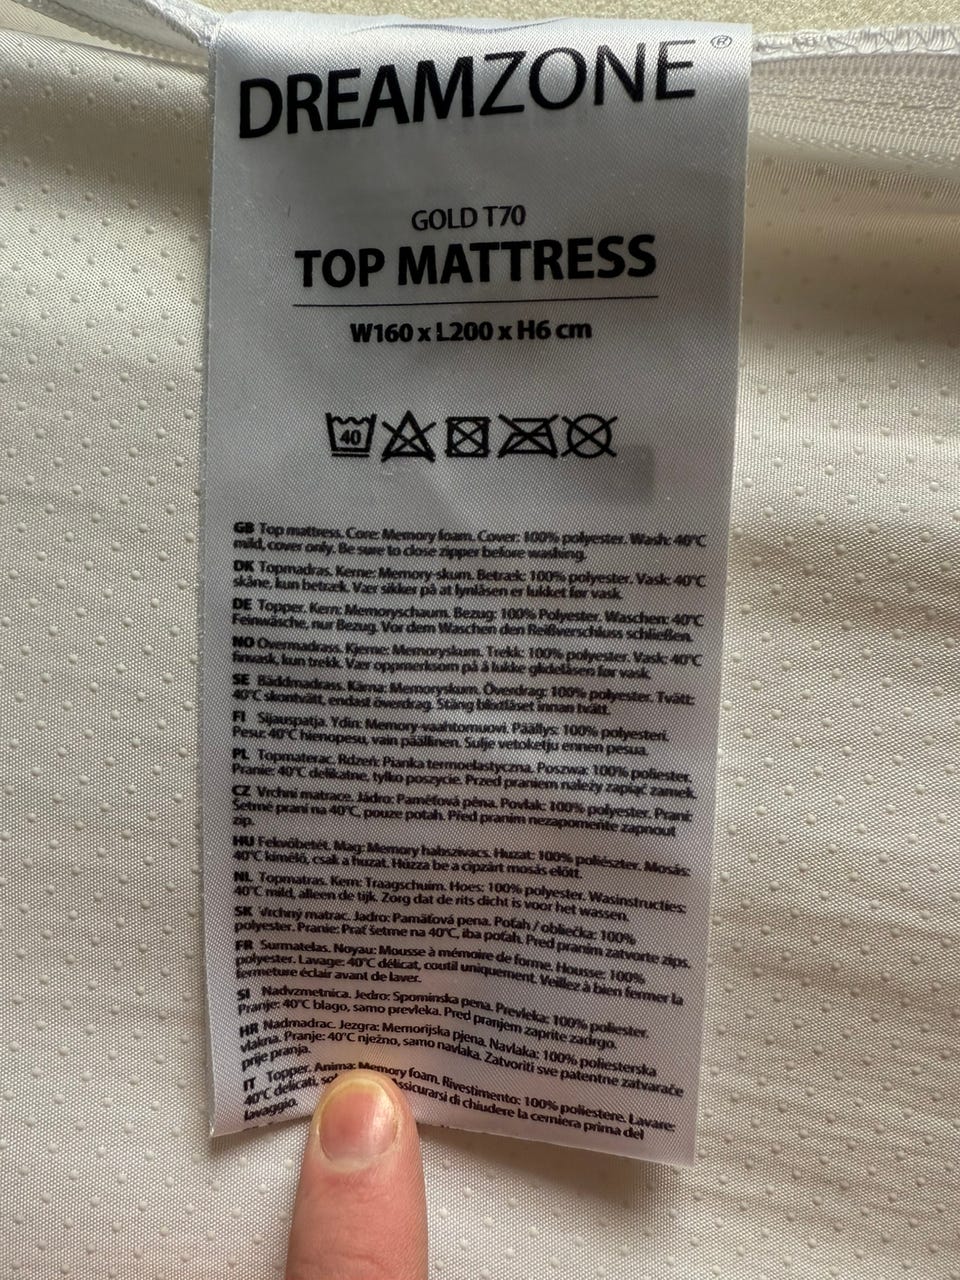 DREAMZONE®
GOLD T70
TOP MATTRESS
W160 x L200 x H6 cm
40
GB Top mattress. Core: Memory foam. Cover: 100% polyester. Wash: 40°C
mild, cover only. Be sure to close zipper before washing.
DK Topmadras. Kerne: Memory-skum. Betræk: 100% polyester. Vask: 40°C
skåne, kun betræk. Vær sikker på at lynlåsen er lukket før vask.
DE Topper. Kern: Memoryschaum. Bezug: 100% Polyester. Waschen: 40°C
Feinwäsche, nur Bezug. Vor dem Waschen den Reißverschluss schließen.
NO Overmadrass. Kjerne: Memoryskum. Trekk: 100% polyester. Vask: 40°C
finvask, kun trekk. Vær oppmerksom på å lukke glidelåsen før vask.
SE Bäddmadrass. Kärna: Memoryskum. Överdrag: 100% polyester. Tvätt:
40°C skontvätt, endast överdrag. Stäng blixtlåset innan tvätt.
FI Sijauspatja. Ydin: Memory-vaahtomuovi. Päällys: 100% polyesteri.
Pesu: 40°C hienopesu, vain päällinen. Sulje vetoketju ennen pesua.
PL Topmaterac. Rdzeń: Pianka termoelastyczna. Poszwa: 100% poliester.
Pranie: 40°C delikatne, tylko poszycie. Przed praniem należy zapiąć zamek.
CZ Vrchní matrace. Jádro: Paměťová pěna. Povlak: 100% polyester. Praní:
Šetrné praní na 40°C, pouze potah. Před praním nezapomeňte zapnout
zip.
HU Fekvőbetét. Mag: Memory habszivacs. Huzat: 100% poliészter. Mosás:
40°C kímélő, csak a huzat. Húzza be a cipzárt mosás előtt.
NL Topmatras. Kern: Traagschuim. Hoes: 100% polyester. Wasinstructies:
40°C mild, alleen de tijk. Zorg dat de rits dicht is voor het wassen.
SK Vrchný matrac. Jadro: Pamäťová pena. Poťah / obliečka: 100%
polyester. Pranie: Prať šetrne na 40°C, iba poťah. Pred praním zatvorte zips.
FR Surmatelas. Noyau: Mousse à mémoire de forme. Housse: 100%
polyester. Lavage: 40°C délicat, coutil uniquement. Veillez à bien fermer la
fermeture éclair avant de laver.
SI Nadvzmetnica. Jedro: Spominska pena. Prevleka: 100% poliester.
Pranje: 40°C blago, samo prevleka. Pred pranjem zaprite zadrgo.
HR Nadmadrac. Jezgra: Memorijska pjena. Navlaka: 100% poliesterska
vlakna. Pranje: 40°C nježno, samo navlaka. Zatvoriti sve patentne zatvarače
prije pranja.
IT Topper. Anima: Memory foam. Rivestimento: 100% poliestere. Lavare:
40°C delicati, Assicurarsi di chiudere la cerniera prima del
lavaggio.